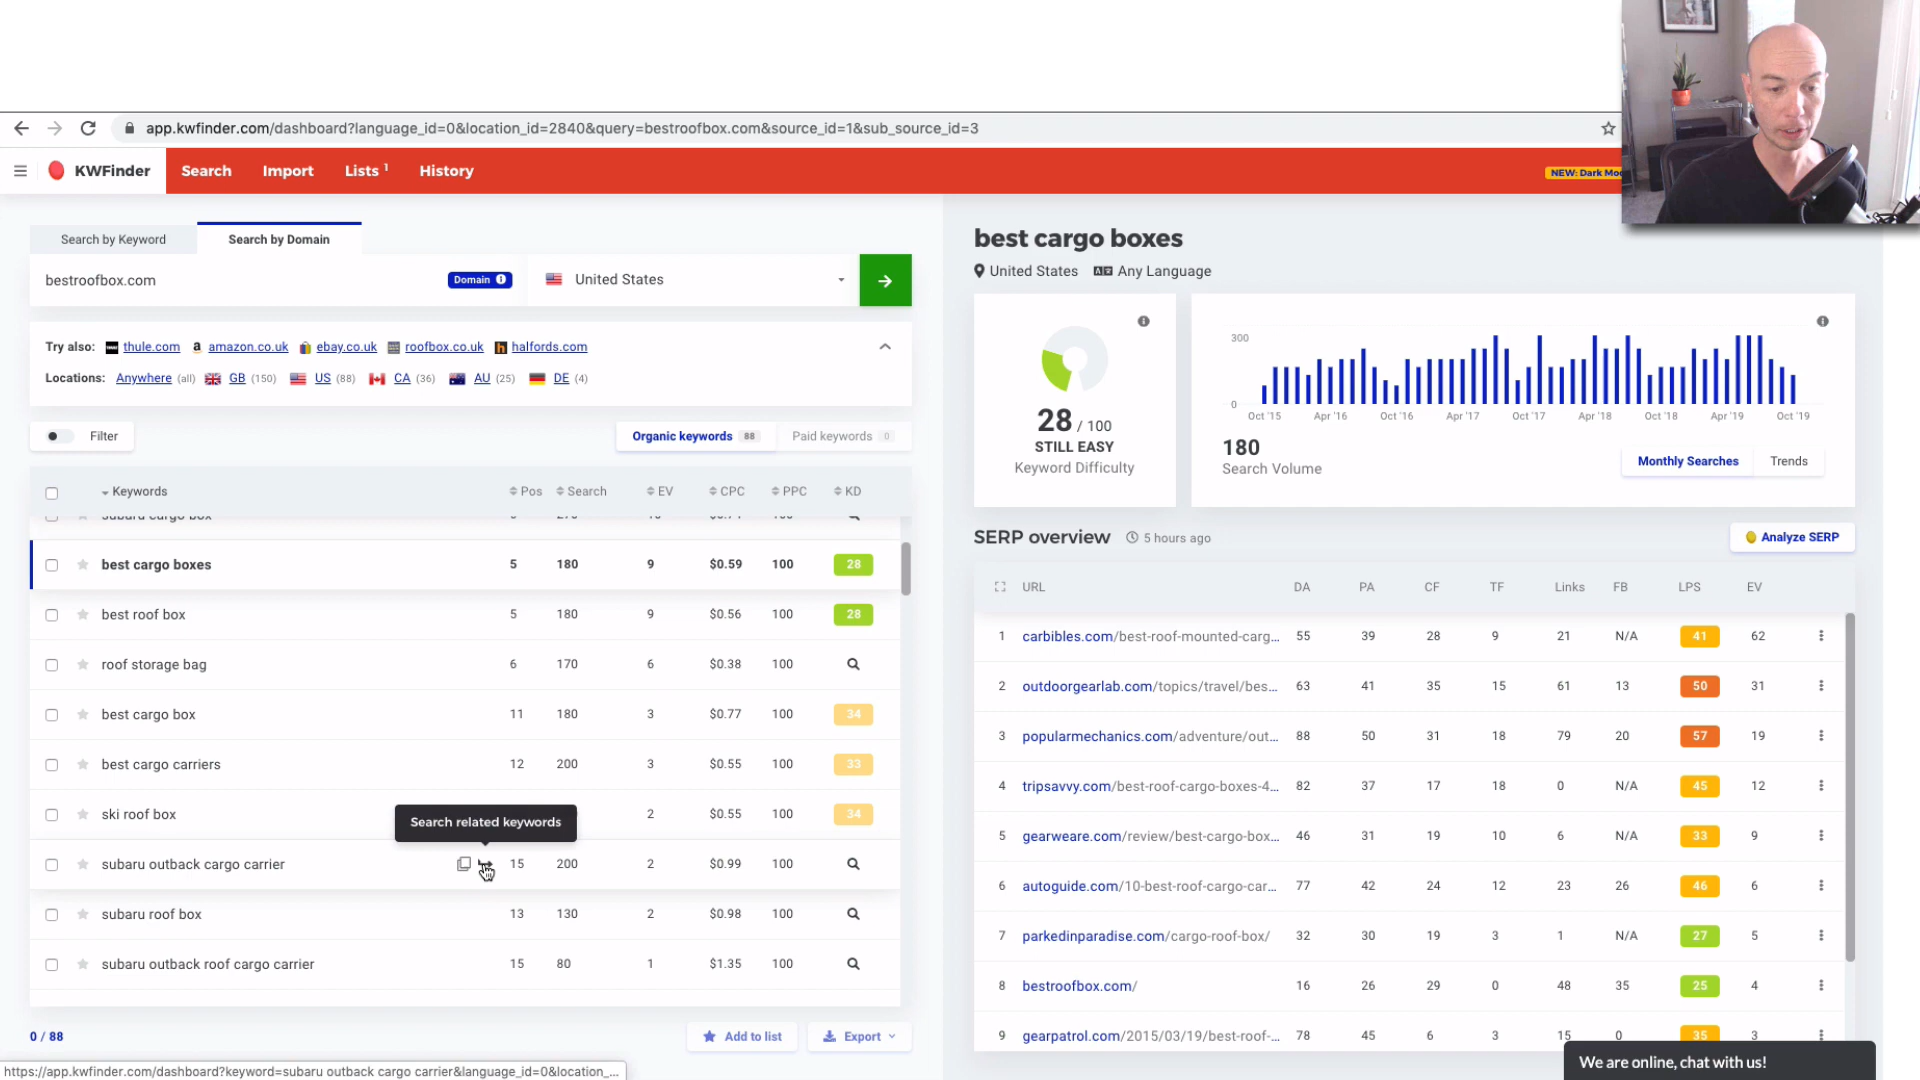 app.kwfinder.com/dashboard?language_id=0&location_id=2840&query=bestroofbox.com&source_id=1&sub_source_id=3
KWFinder Search Import Lists 1 History
NEW: Dark Mo
Search by Keyword Search by Domain
bestroofbox.com Domain United States
Try also: thule.com amazon.co.uk ebay.co.uk roofbox.co.uk halfords.com
Locations: Anywhere (all) GB (150) US (88) CA (36) AU (25) DE (4)
Filter Organic keywords 88 Paid keywords 0
Keywords Pos Search EV CPC PPC KD
subaru cargo box
best cargo boxes 5 180 9 $0.59 100 28
best roof box 5 180 9 $0.56 100 28
roof storage bag 6 170 6 $0.38 100
best cargo box 11 180 3 $0.77 100 34
best cargo carriers 12 200 3 $0.55 100 33
ski roof box 2 $0.55 100 34
Search related keywords
subaru outback cargo carrier 15 200 2 $0.99 100
subaru roof box 13 130 2 $0.98 100
subaru outback roof cargo carrier 15 80 1 $1.35 100
0 / 88 Add to list Export
https://app.kwfinder.com/dashboard?keyword=subaru outback cargo carrier&language_id=0&location_...
best cargo boxes
United States Any Language
28 / 100
STILL EASY
Keyword Difficulty
300
0
Oct '15 Apr '16 Oct '16 Apr '17 Oct '17 Apr '18 Oct '18 Apr '19 Oct '19
180
Search Volume
Monthly Searches Trends
SERP overview 5 hours ago Analyze SERP
URL DA PA CF TF Links FB LPS EV
1 carbibles.com/best-roof-mounted-carg... 55 39 28 9 21 N/A 41 62
2 outdoorgearlab.com/topics/travel/bes... 63 41 35 15 61 13 50 31
3 popularmechanics.com/adventure/out... 88 50 31 18 79 20 57 19
4 tripsavvy.com/best-roof-cargo-boxes-4... 82 37 17 18 0 N/A 45 12
5 gearweare.com/review/best-cargo-box... 46 31 19 10 6 N/A 33 9
6 autoguide.com/10-best-roof-cargo-car... 77 42 24 12 23 26 46 6
7 parkedinparadise.com/cargo-roof-box/ 32 30 19 3 1 N/A 27 5
8 bestroofbox.com/ 16 26 29 0 48 35 25 4
9 gearpatrol.com/2015/03/19/best-roof-... 78 45 6 3 15 0 35 3
We are online, chat with us!